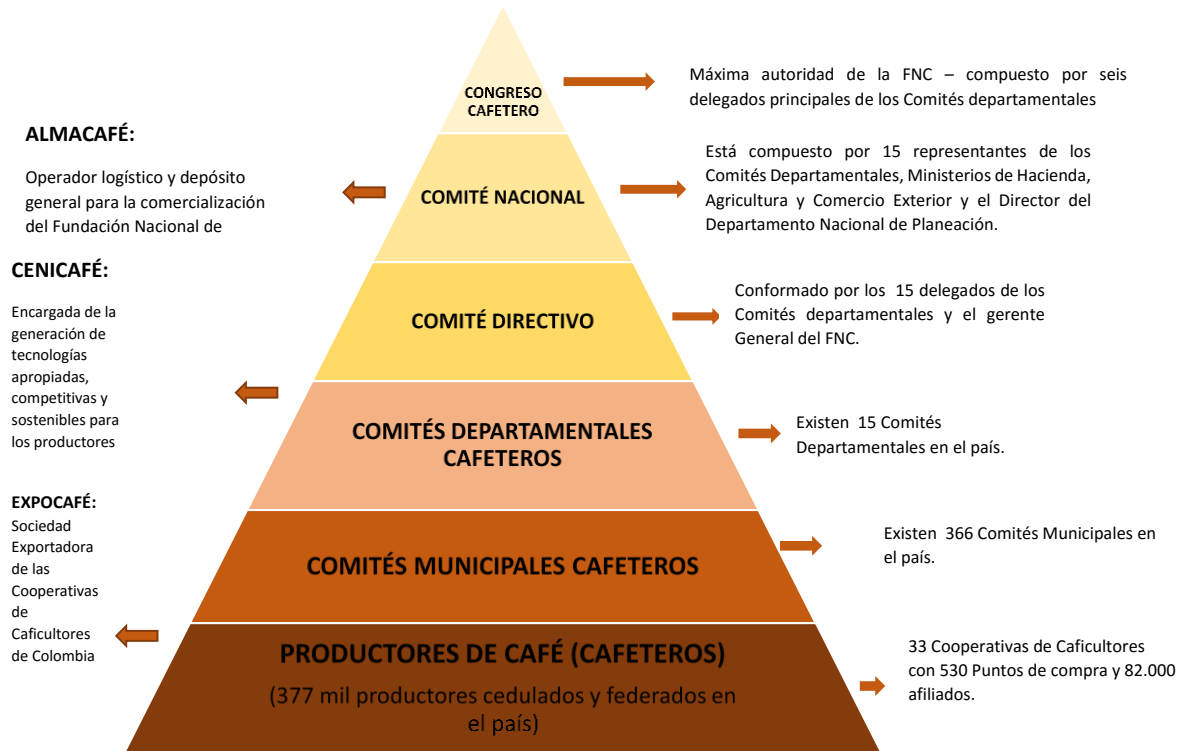 CONGRESO
CAFETERO
Máxima autoridad de la FNC – compuesto por seis
delegados principales de los Comités departamentales
ALMACAFÉ:
Operador logístico y depósito
general para la comercialización
del Fundación Nacional de
COMITÉ NACIONAL
Está compuesto por 15 representantes de los
Comités Departamentales, Ministerios de Hacienda,
Agricultura y Comercio Exterior y el Director del
Departamento Nacional de Planeación.
CENICAFÉ:
Encargada de la
generación de
tecnologías
apropiadas,
competitivas y
sostenibles para
los productores
COMITÉ DIRECTIVO
Conformado por los 15 delegados de los
Comités departamentales y el gerente
General del FNC.
COMITÉS DEPARTAMENTALES
CAFETEROS
Existen 15 Comités
Departamentales en el país.
EXPOCAFÉ:
Sociedad
Exportadora
de las
Cooperativas
de
Caficultores
de Colombia
COMITÉS MUNICIPALES CAFETEROS
Existen 366 Comités Municipales en
el país.
PRODUCTORES DE CAFÉ (CAFETEROS)
(377 mil productores cedulados y federados en
el país)
33 Cooperativas de Caficultores
con 530 Puntos de compra y 82.000
afiliados.